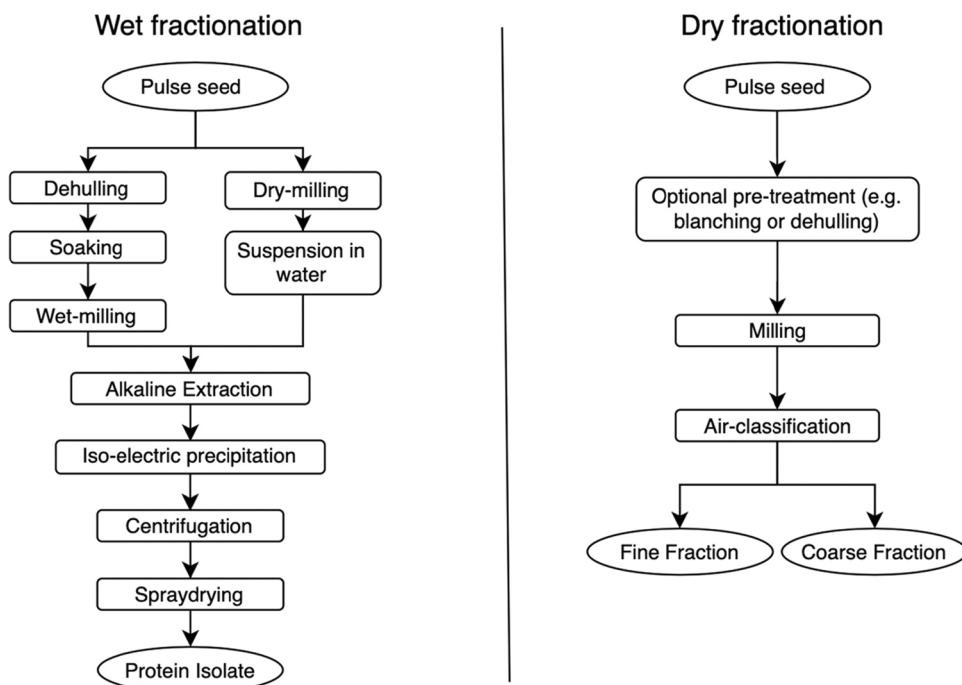 Wet fractionation
Pulse seed
Dehulling
Dry-milling
Soaking
Suspension in
water
Wet-milling
Alkaline Extraction
Iso-electric precipitation
Centrifugation
Spraydrying
Protein Isolate
Dry fractionation
Pulse seed
Optional pre-treatment (e.g.
blanching or dehulling)
Milling
Air-classification
Fine Fraction
Coarse Fraction